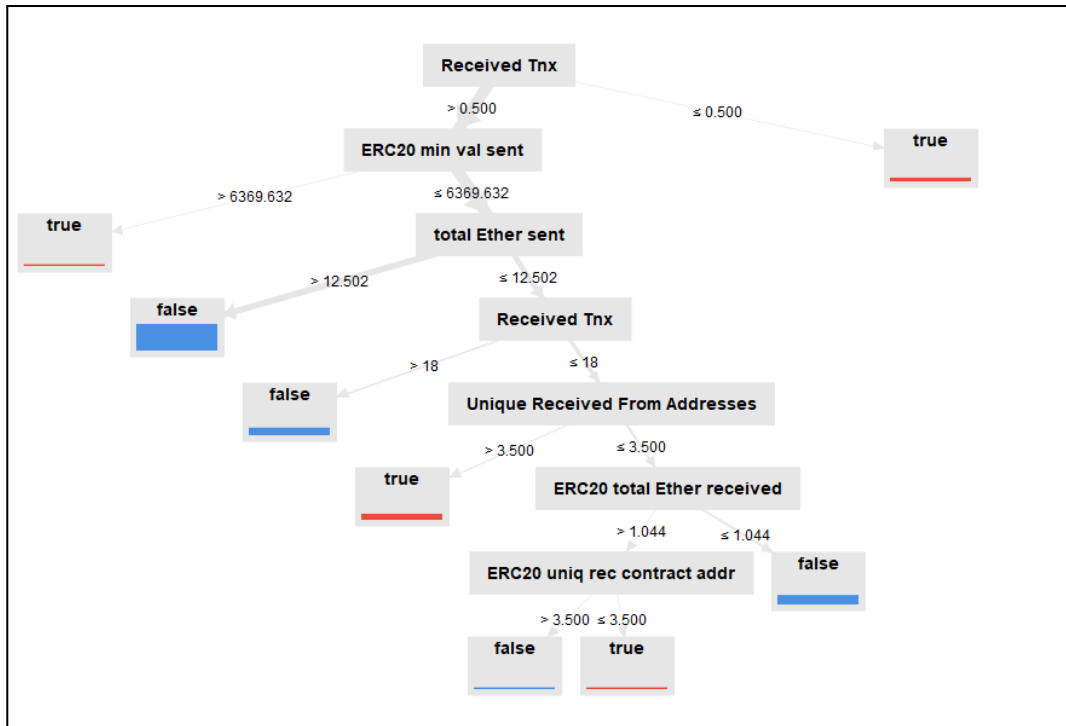 Received Tnx
> 0.500
≤ 0.500
true
ERC20 min val sent
> 6369.632
≤ 6369.632
true
total Ether sent
> 12.502
≤ 12.502
false
Received Tnx
> 18
≤ 18
false
Unique Received From Addresses
> 3.500
≤ 3.500
true
ERC20 total Ether received
> 1.044
≤ 1.044
false
ERC20 uniq rec contract addr
> 3.500
≤ 3.500
false
true